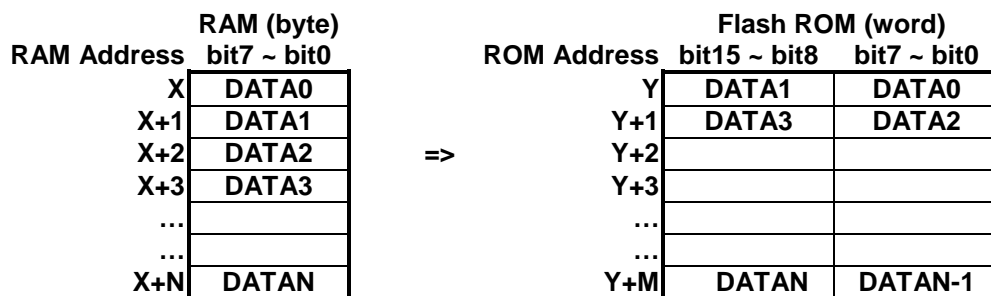 RAM (byte) Flash ROM (word)
RAM Address bit7 ~ bit0 ROM Address bit15 ~ bit8 bit7 ~ bit0
X DATA0 Y DATA1 DATA0
X+1 DATA1 Y+1 DATA3 DATA2
X+2 DATA2 => Y+2
X+3 DATA3 Y+3
… …
… …
X+N DATAN Y+M DATAN DATAN-1